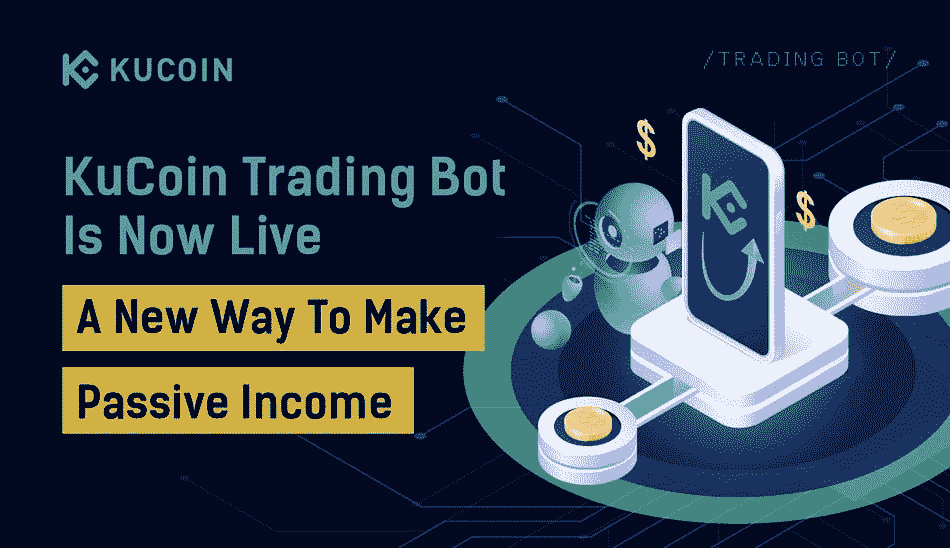 KUCOIN
/TRADING BOT/
KuCoin Trading Bot
Is Now Live
A New Way To Make
Passive Income
$
$